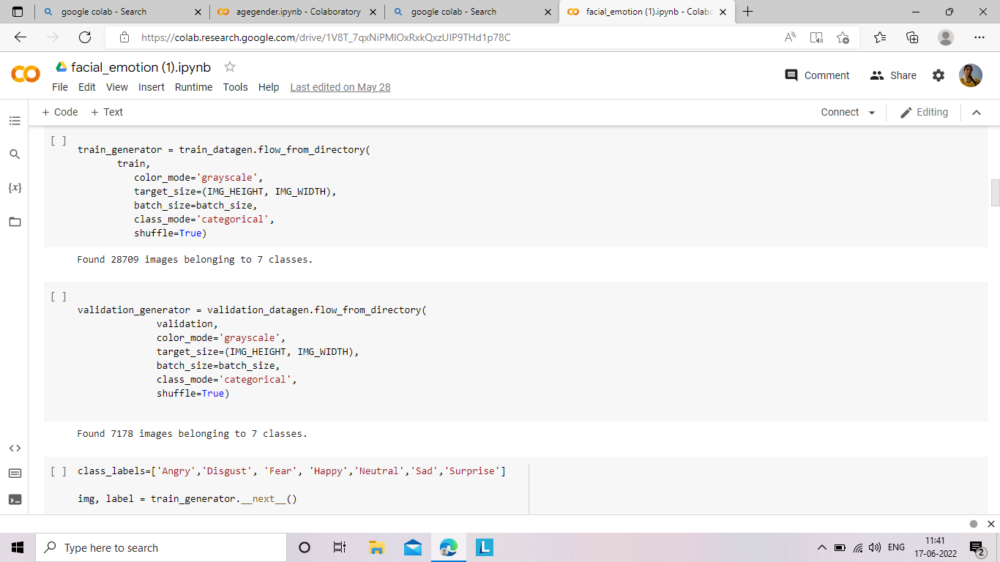 google colab - Search
agegender.ipynb - Colaboratory
google colab - Search
facial_emotion (1).ipynb - Colabc
https://colab.research.google.com/drive/1V8T_7qxNiPMIOxRxkQxzUIP9THd1p78C
facial_emotion (1).ipynb
Comment
Share
File Edit View Insert Runtime Tools Help Last edited on May 28
+ Code + Text
Connect
Editing
[ ]
train_generator = train_datagen.flow_from_directory(
train,
color_mode='grayscale',
target_size=(IMG_HEIGHT, IMG_WIDTH),
batch_size=batch_size,
class_mode='categorical',
shuffle=True)
Found 28709 images belonging to 7 classes.
[ ]
validation_generator = validation_datagen.flow_from_directory(
validation,
color_mode='grayscale',
target_size=(IMG_HEIGHT, IMG_WIDTH),
batch_size=batch_size,
class_mode='categorical',
shuffle=True)
Found 7178 images belonging to 7 classes.
[ ] class_labels=['Angry','Disgust', 'Fear', 'Happy','Neutral','Sad','Surprise']
img, label = train_generator.__next__()
Type here to search
L
ENG
11:41
17-06-2022
2